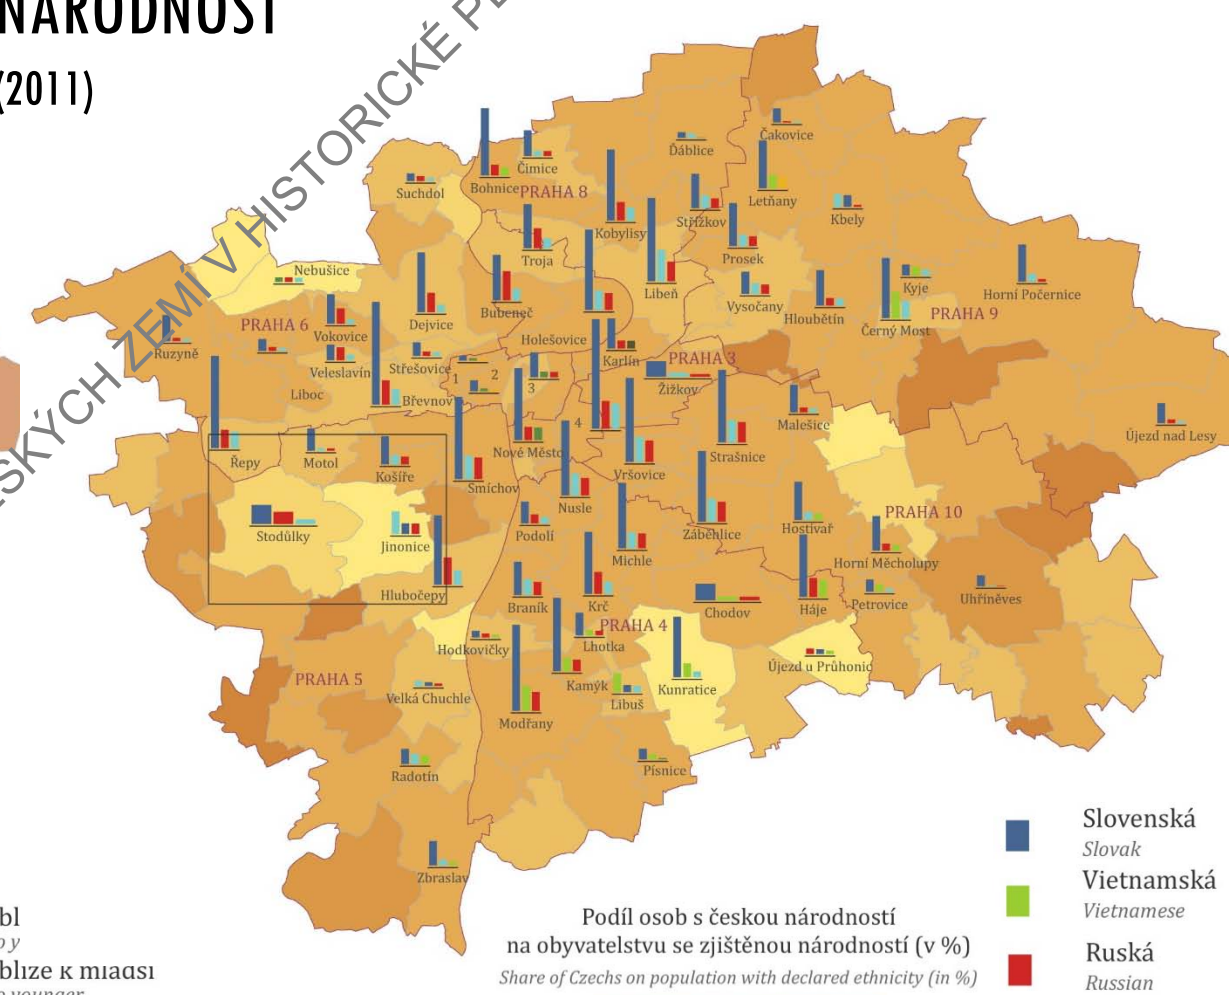 NÁRODNOST
(2011)
ČESKÝCH ZEMÍ V HISTORICKÉ
Čakovice
Ďáblice
Čimice
Bohnice
PRAHA 8
Suchdol
Letňany
Kbely
Střížkov
Kobylisy
Troja
Prosek
Nebušice
Libeň
Kyje
Horní Počernice
Vysočany
Bubeneč
Dejvice
PRAHA 6
Hloubětín
PRAHA 9
Černý Most
Vokovice
Holešovice
Ruzyně
Karlín
PRAHA 3
Střešovice
Veleslavín
1
2
3
Žižkov
Liboc
Břevnov
4
Malešice
Újezd nad Lesy
Nové Město
Strašnice
Řepy
Motol
Košíře
Vršovice
Smíchov
Nusle
PRAHA 10
Stodůlky
Podolí
Záběhlice
Hostivař
Jinonice
Michle
Horní Měcholupy
Hlubočepy
Braník
Krč
Chodov
Háje
Petrovice
Uhříněves
PRAHA 4
Hodkovičky
Lhotka
Újezd u Průhonic
PRAHA 5
Kamýk
Kunratice
Velká Chuchle
Libuš
Modřany
Radotín
Písnice
Zbraslav
Slovenská
Slovak
Vietnamská
Vietnamese
Ruská
Russian
Podíl osob s českou národností
na obyvatelstvu se zjištěnou národností (v %)
Share of Czechs on population with declared ethnicity (in %)
blíže k mladší
younger